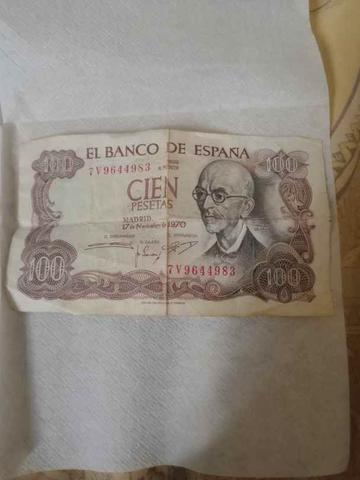 100
EL BANCO DE ESPAÑA
100
7V9644983
CIEN
PESETAS
MADRID,
17 de Noviembre de 1970
7V9644983
100
100